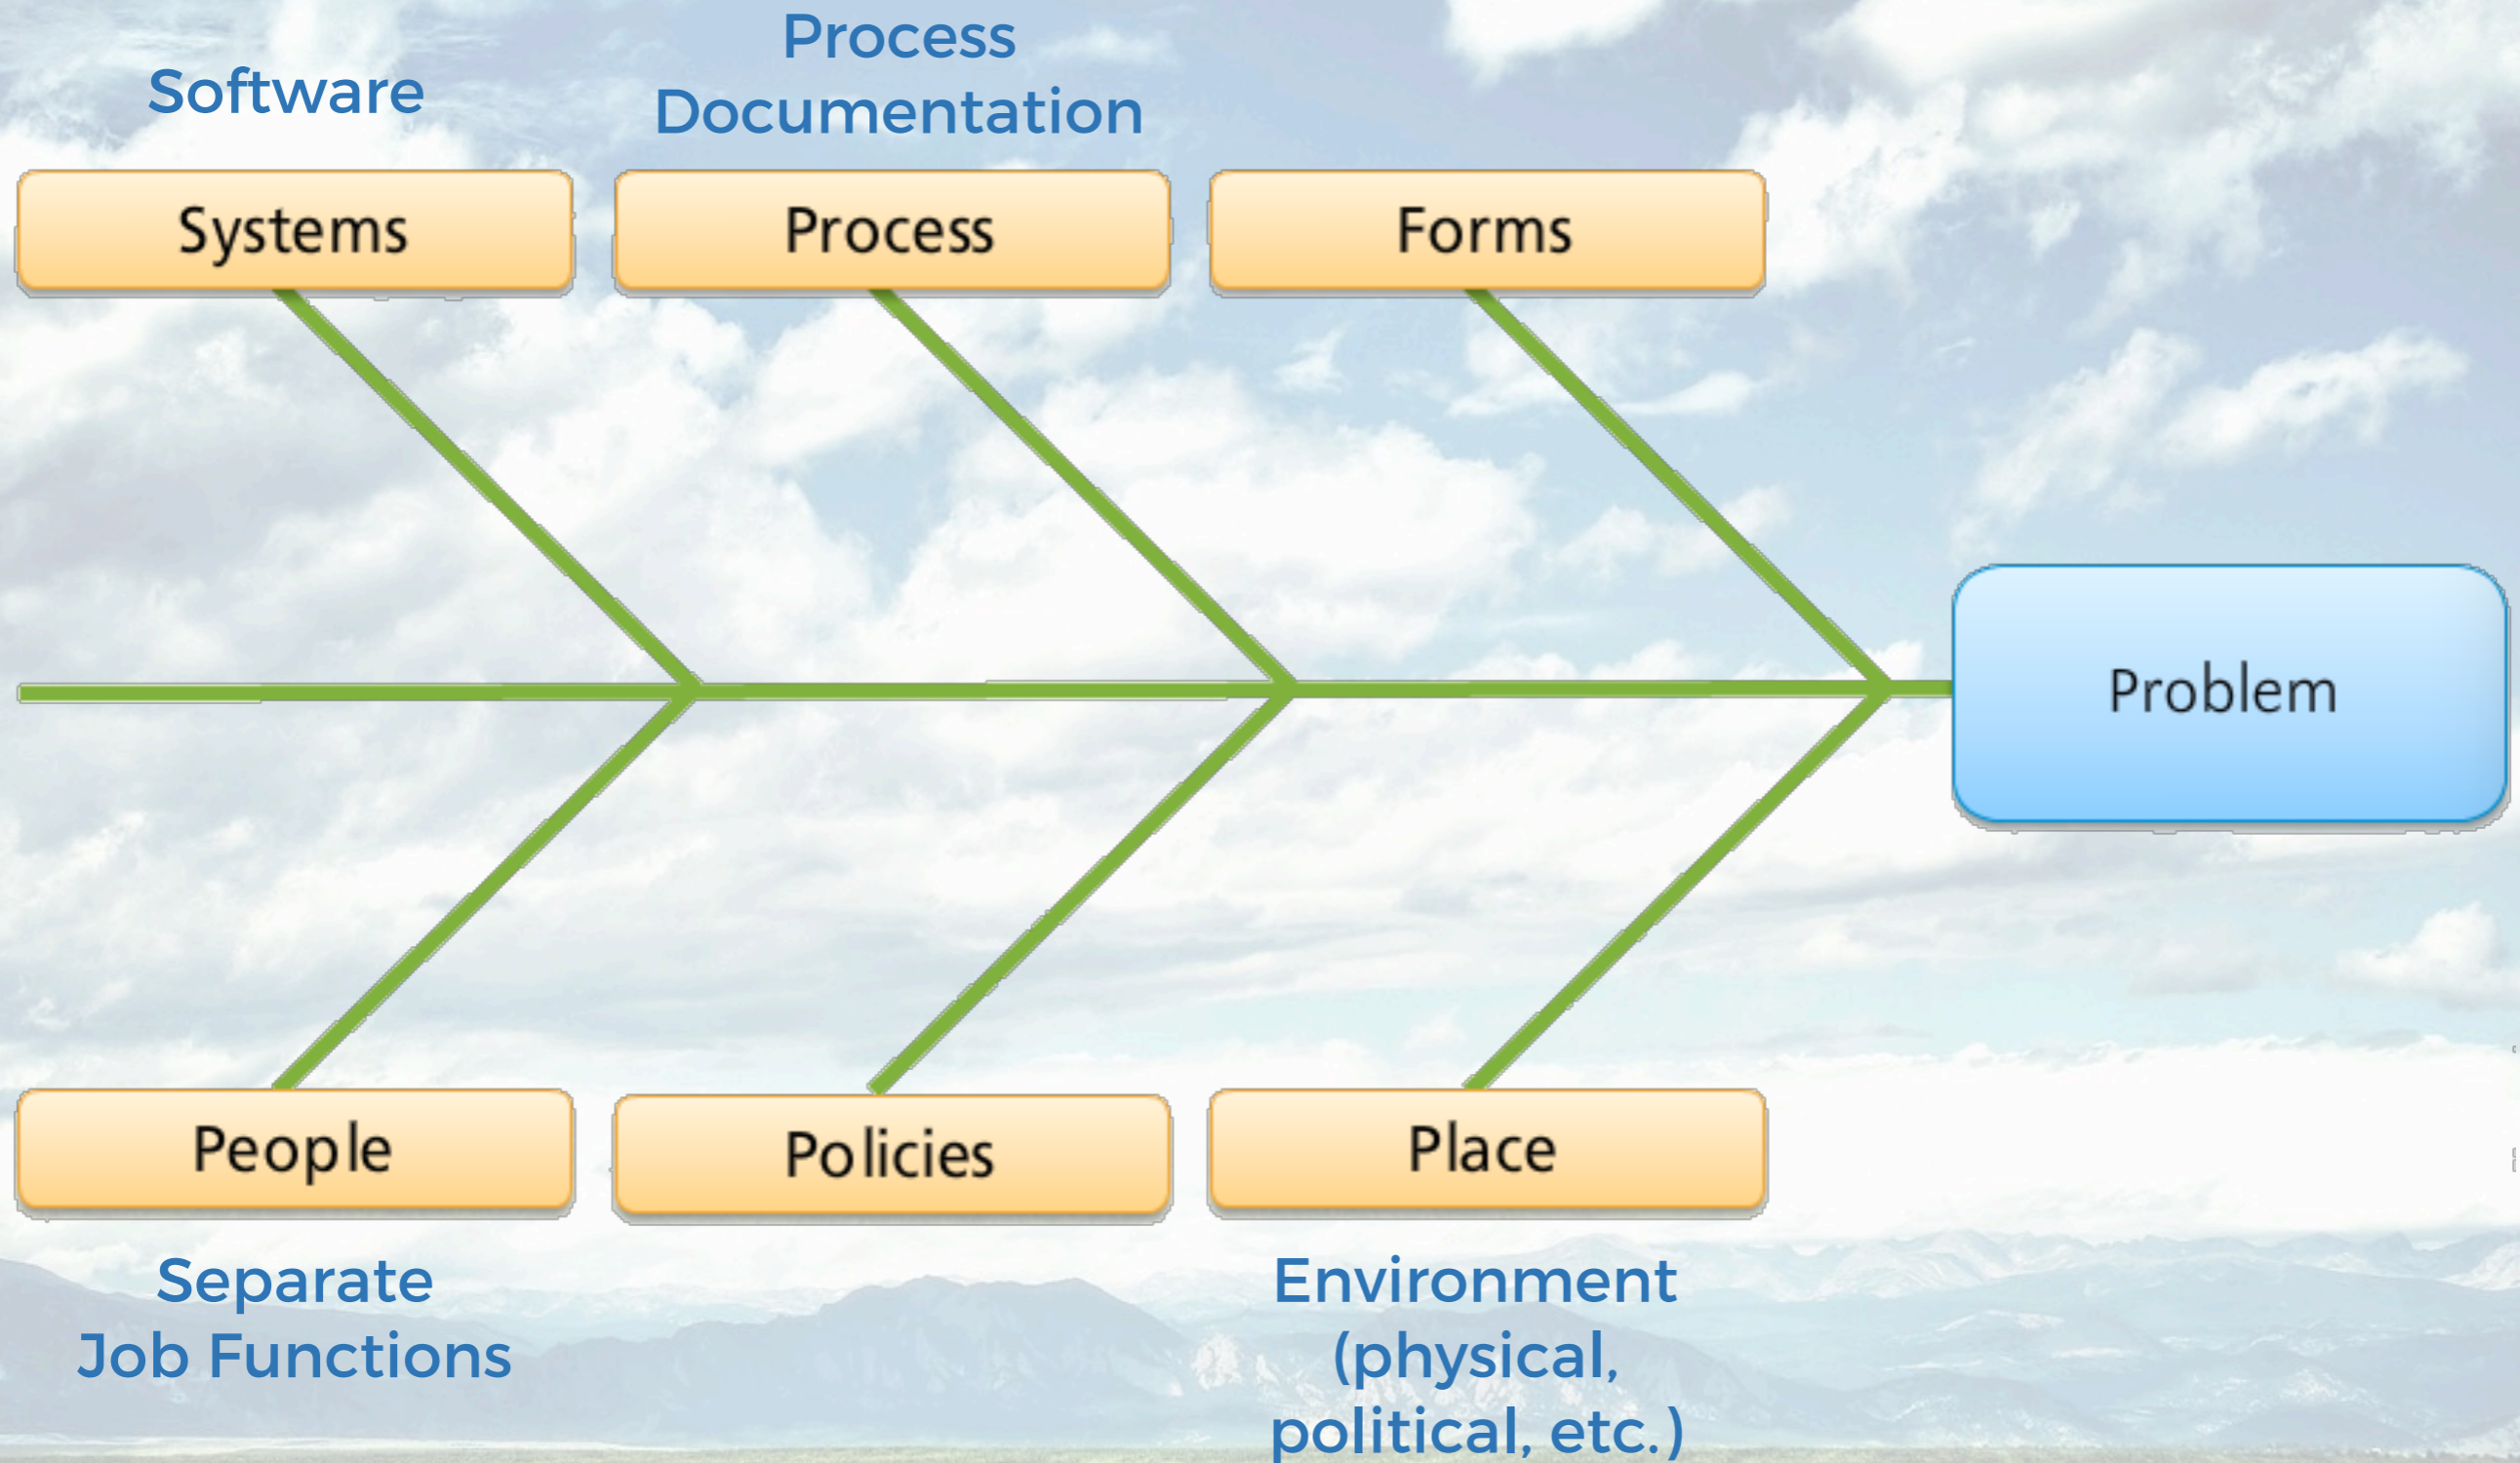 Software
Process
Documentation
Systems
Process
Forms
Problem
People
Policies
Place
Separate
Job Functions
Environment
(physical,
political, etc.)